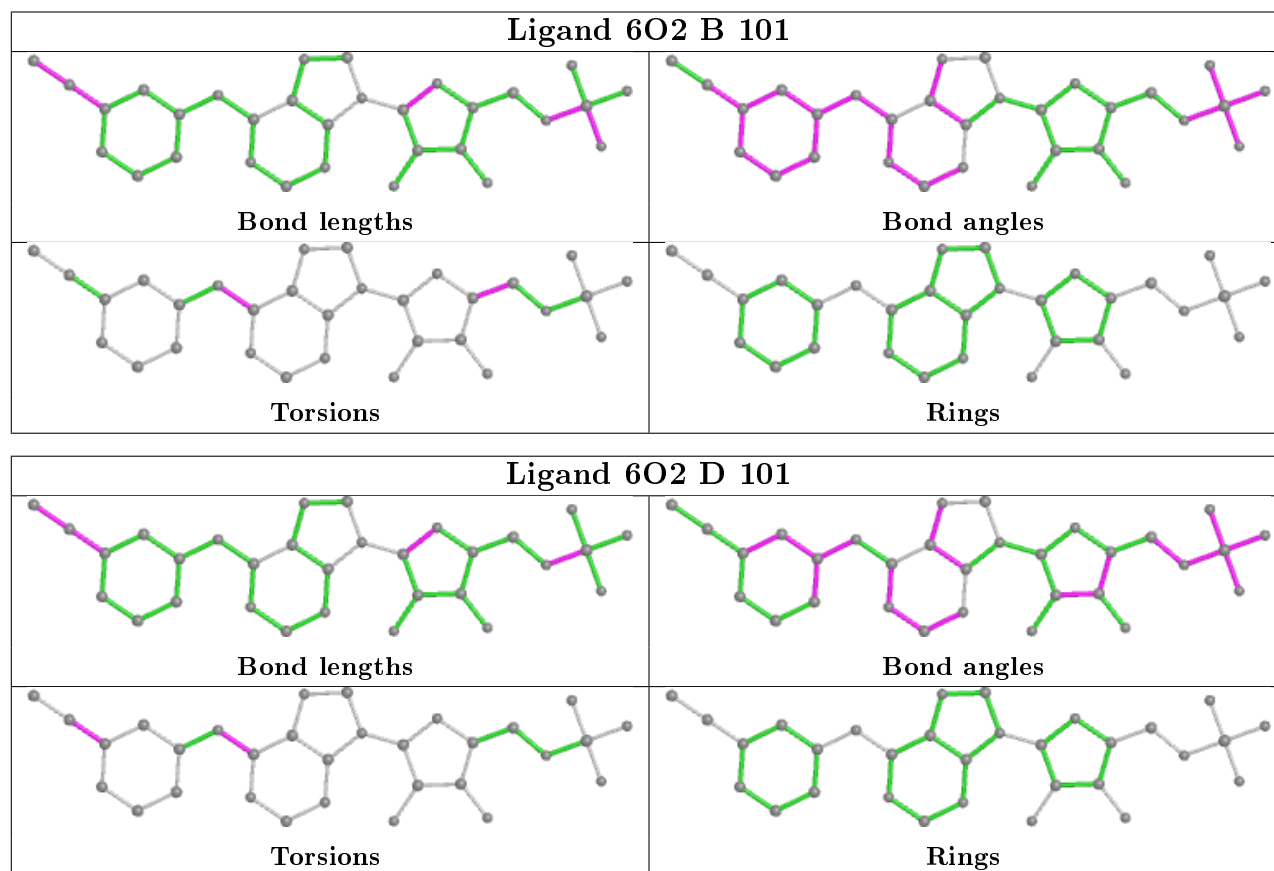 Ligand 6O2 B 101
Bond lengths
Bond angles
Torsions
Rings
Ligand 6O2 D 101
Bond lengths
Bond angles
Torsions
Rings